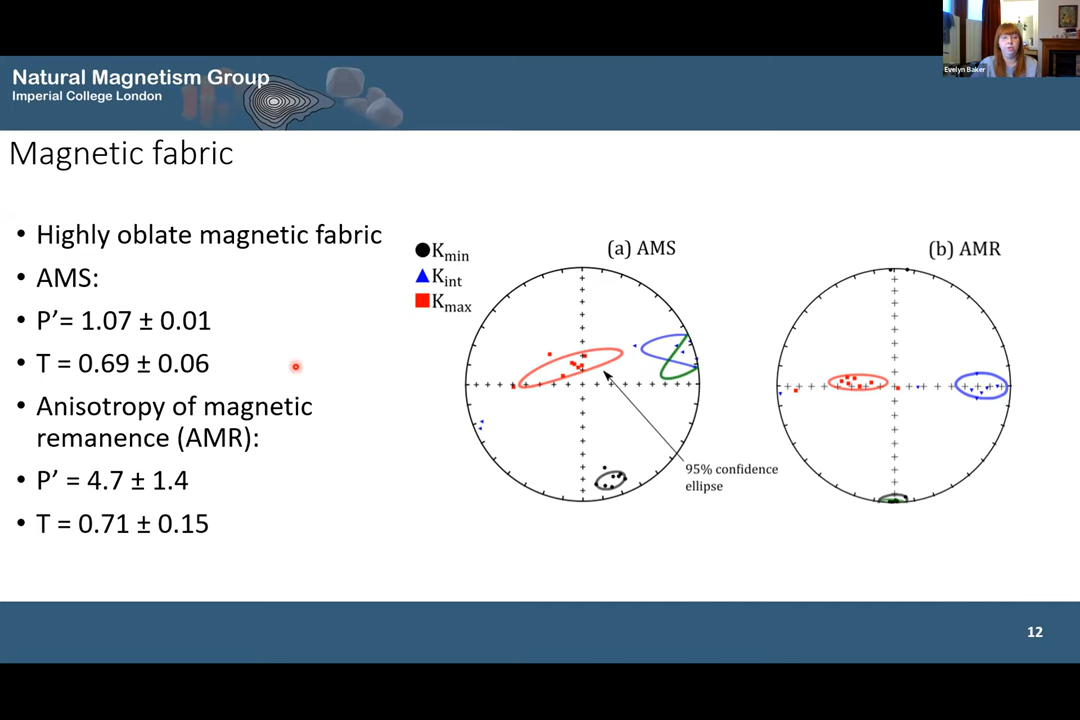 Evelyn Baker
Natural Magnetism Group
Imperial College London
Magnetic fabric
• Highly oblate magnetic fabric
• AMS:
• P’= 1.07 ± 0.01
• T = 0.69 ± 0.06
• Anisotropy of magnetic
remanence (AMR):
• P’ = 4.7 ± 1.4
• T = 0.71 ± 0.15
Kmin
Kint
Kmax
(a) AMS
(b) AMR
95% confidence
ellipse
12